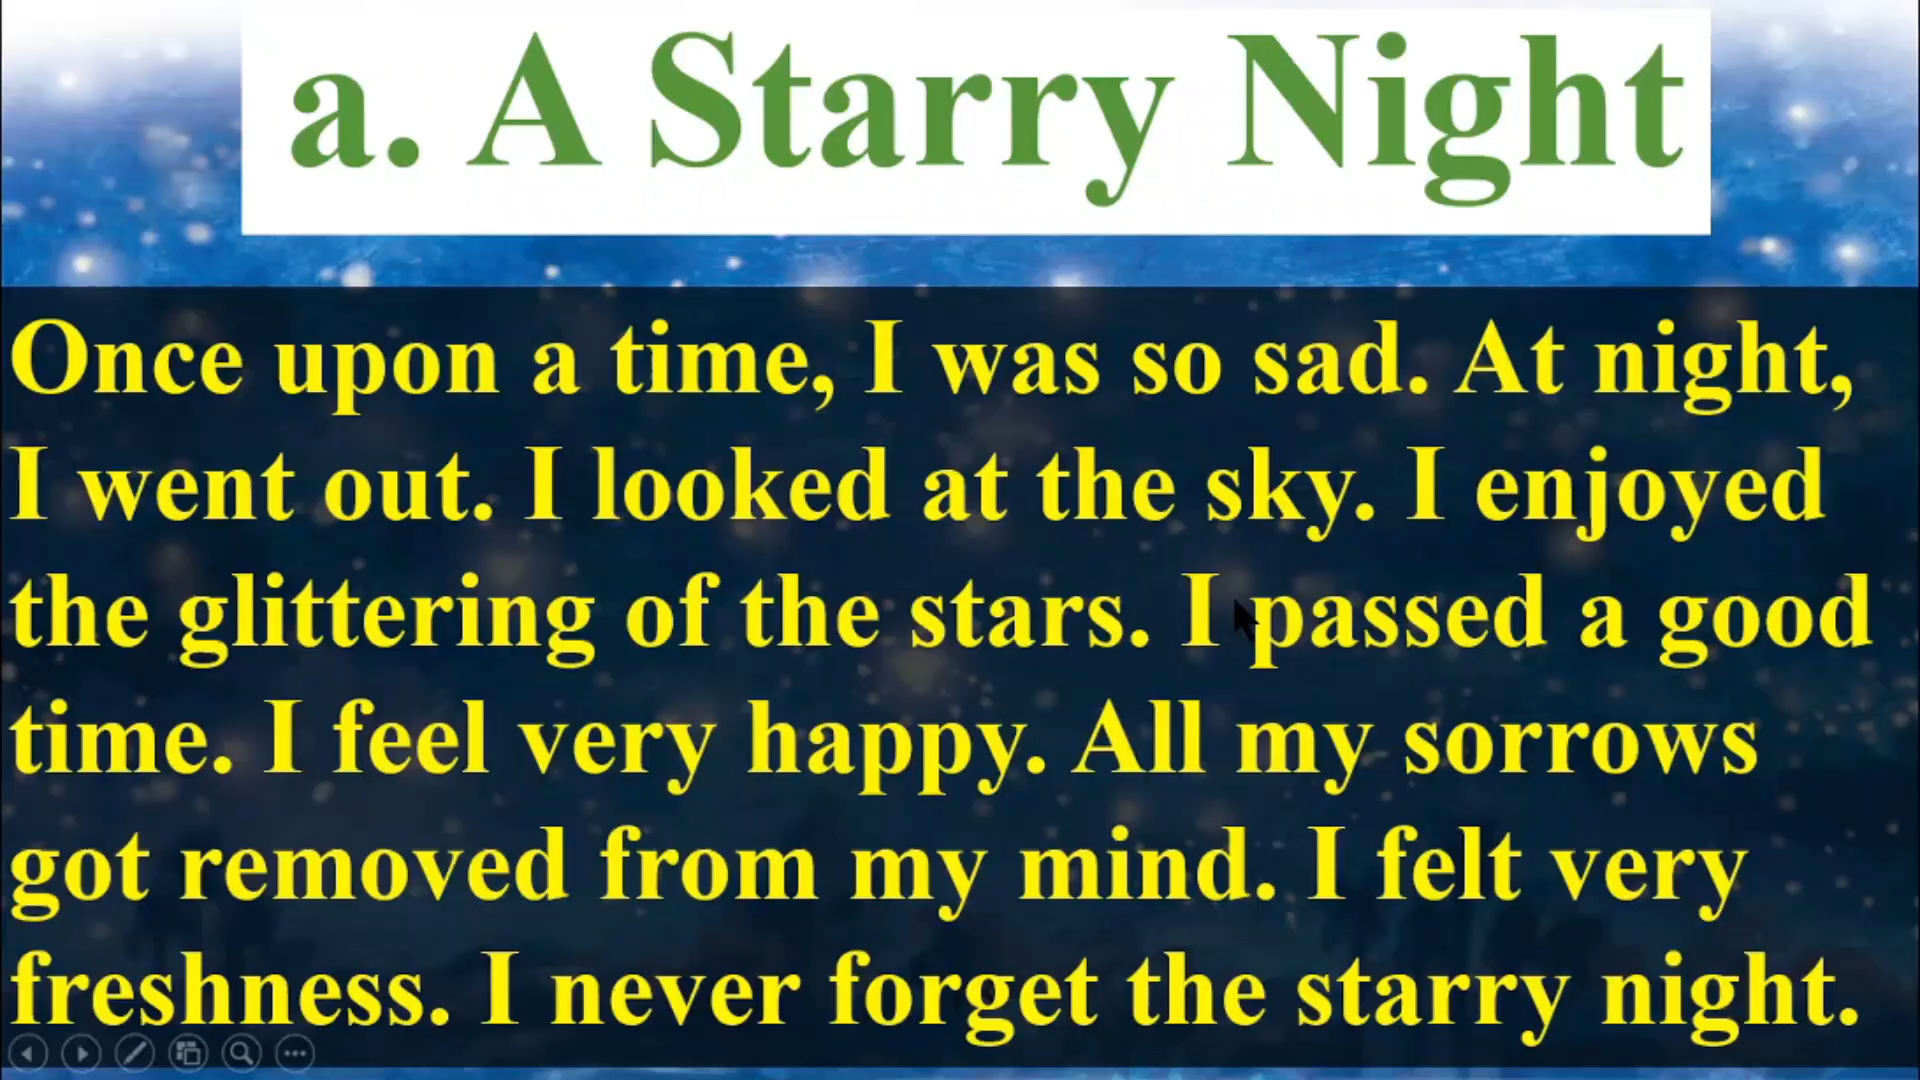 a. A Starry Night
Once upon a time, I was so sad. At night,
I went out. I looked at the sky. I enjoyed
the glittering of the stars. I passed a good
time. I feel very happy. All my sorrows
got removed from my mind. I felt very
freshness. I never forget the starry night.